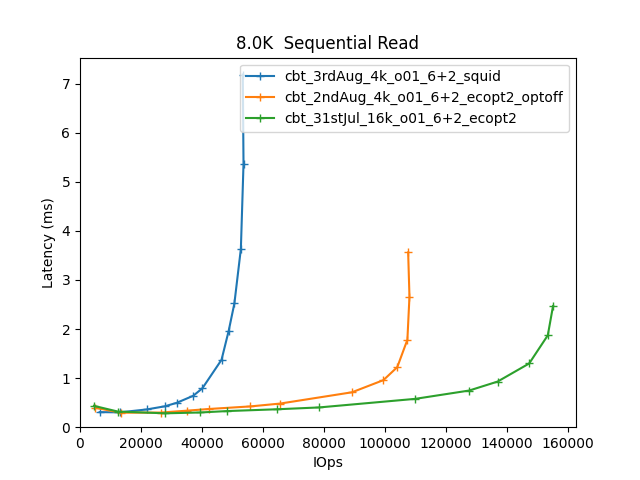 8.0K  Sequential Read
cbt_3rdAug_4k_o01_6+2_squid
cbt_2ndAug_4k_o01_6+2_ecopt2_optoff
cbt_31stJul_16k_o01_6+2_ecopt2
Latency (ms)
7
6
5
4
3
2
1
0
0 20000 40000 60000 80000 100000 120000 140000 160000
IOps